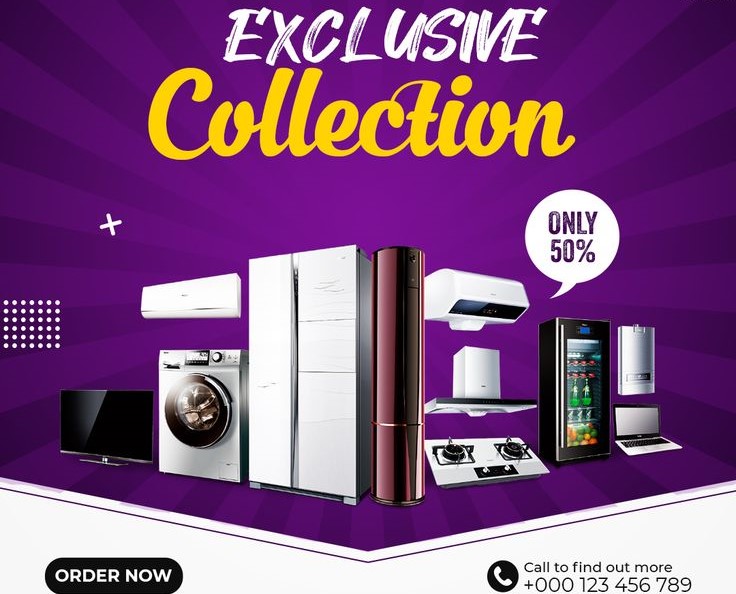 EXCLUSIVE
Collection
ONLY
50%
ORDER NOW
Call to find out more
+000 123 456 789